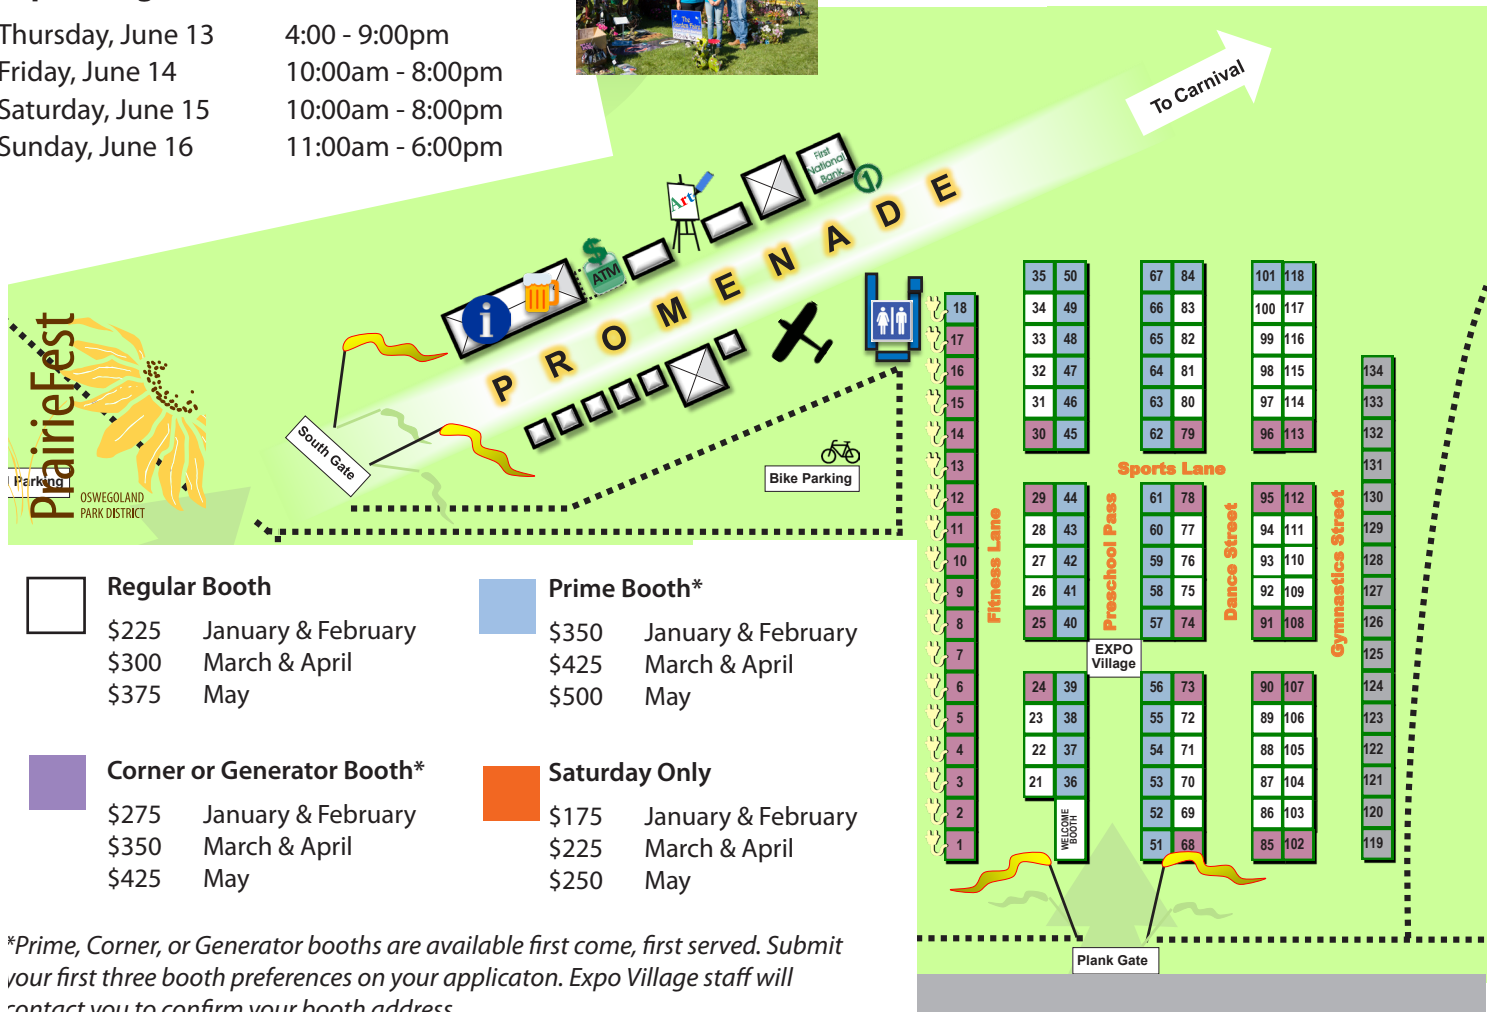 Thursday, June 13 4:00 - 9:00pm
Friday, June 14 10:00am - 8:00pm
Saturday, June 15 10:00am - 8:00pm
Sunday, June 16 11:00am - 6:00pm
To Carnival
First
National
Bank
Art
$
ATM
i
PROMENADE
South Gate
Parking
PrairieFest
OSWEGOLAND
PARK DISTRICT
Bike Parking
18
17
16
15
14
13
12
11
10
9
8
7
6
5
4
3
2
1
Fitness Lane
35 50
34 49
33 48
32 47
31 46
30 45
29 44
28 43
27 42
26 41
25 40
24 39
23 38
22 37
21 36
WELCOME
BOOTH
Preschool Pass
EXPO
Village
Sports Lane
67 84
66 83
65 82
64 81
63 80
62 79
61 78
60 77
59 76
58 75
57 74
56 73
55 72
54 71
53 70
52 69
51 68
Dance Street
101 118
100 117
99 116
98 115
97 114
96 113
95 112
94 111
93 110
92 109
91 108
90 107
89 106
88 105
87 104
86 103
85 102
Gymnastics Street
134
133
132
131
130
129
128
127
126
125
124
123
122
121
120
119
Plank Gate
Regular Booth
$225 January & February
$300 March & April
$375 May
Prime Booth*
$350 January & February
$425 March & April
$500 May
Corner or Generator Booth*
$275 January & February
$350 March & April
$425 May
Saturday Only
$175 January & February
$225 March & April
$250 May
*Prime, Corner, or Generator booths are available first come, first served. Submit
your first three booth preferences on your applicaton. Expo Village staff will
contact you to confirm your booth address